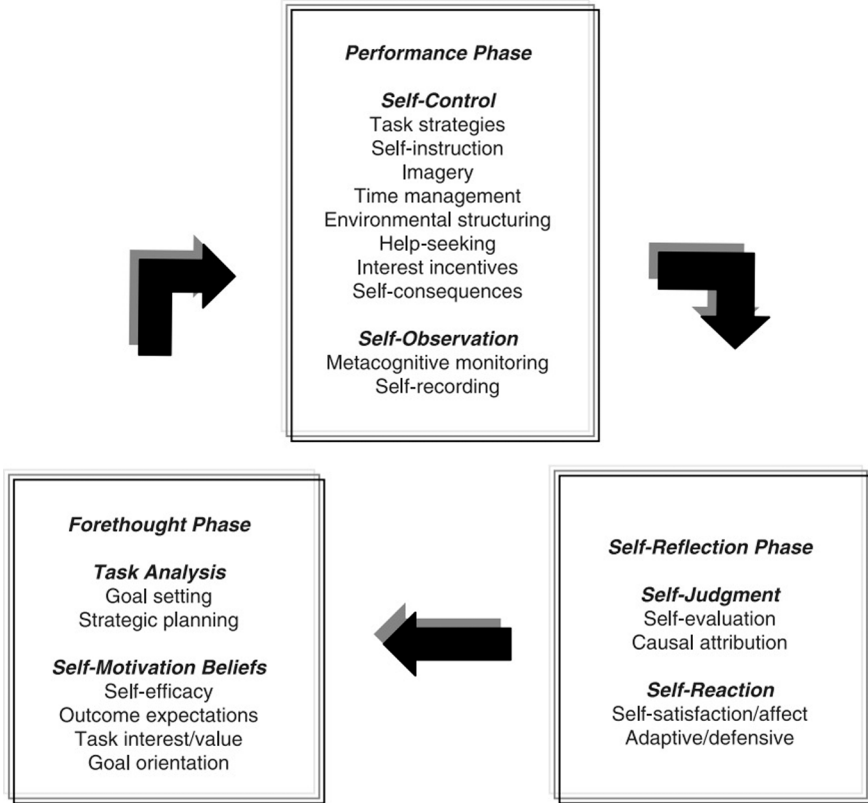 Performance Phase
Self-Control
Task strategies
Self-instruction
Imagery
Time management
Environmental structuring
Help-seeking
Interest incentives
Self-consequences
Self-Observation
Metacognitive monitoring
Self-recording
Forethought Phase
Task Analysis
Goal setting
Strategic planning
Self-Motivation Beliefs
Self-efficacy
Outcome expectations
Task interest/value
Goal orientation
Self-Reflection Phase
Self-Judgment
Self-evaluation
Causal attribution
Self-Reaction
Self-satisfaction/affect
Adaptive/defensive